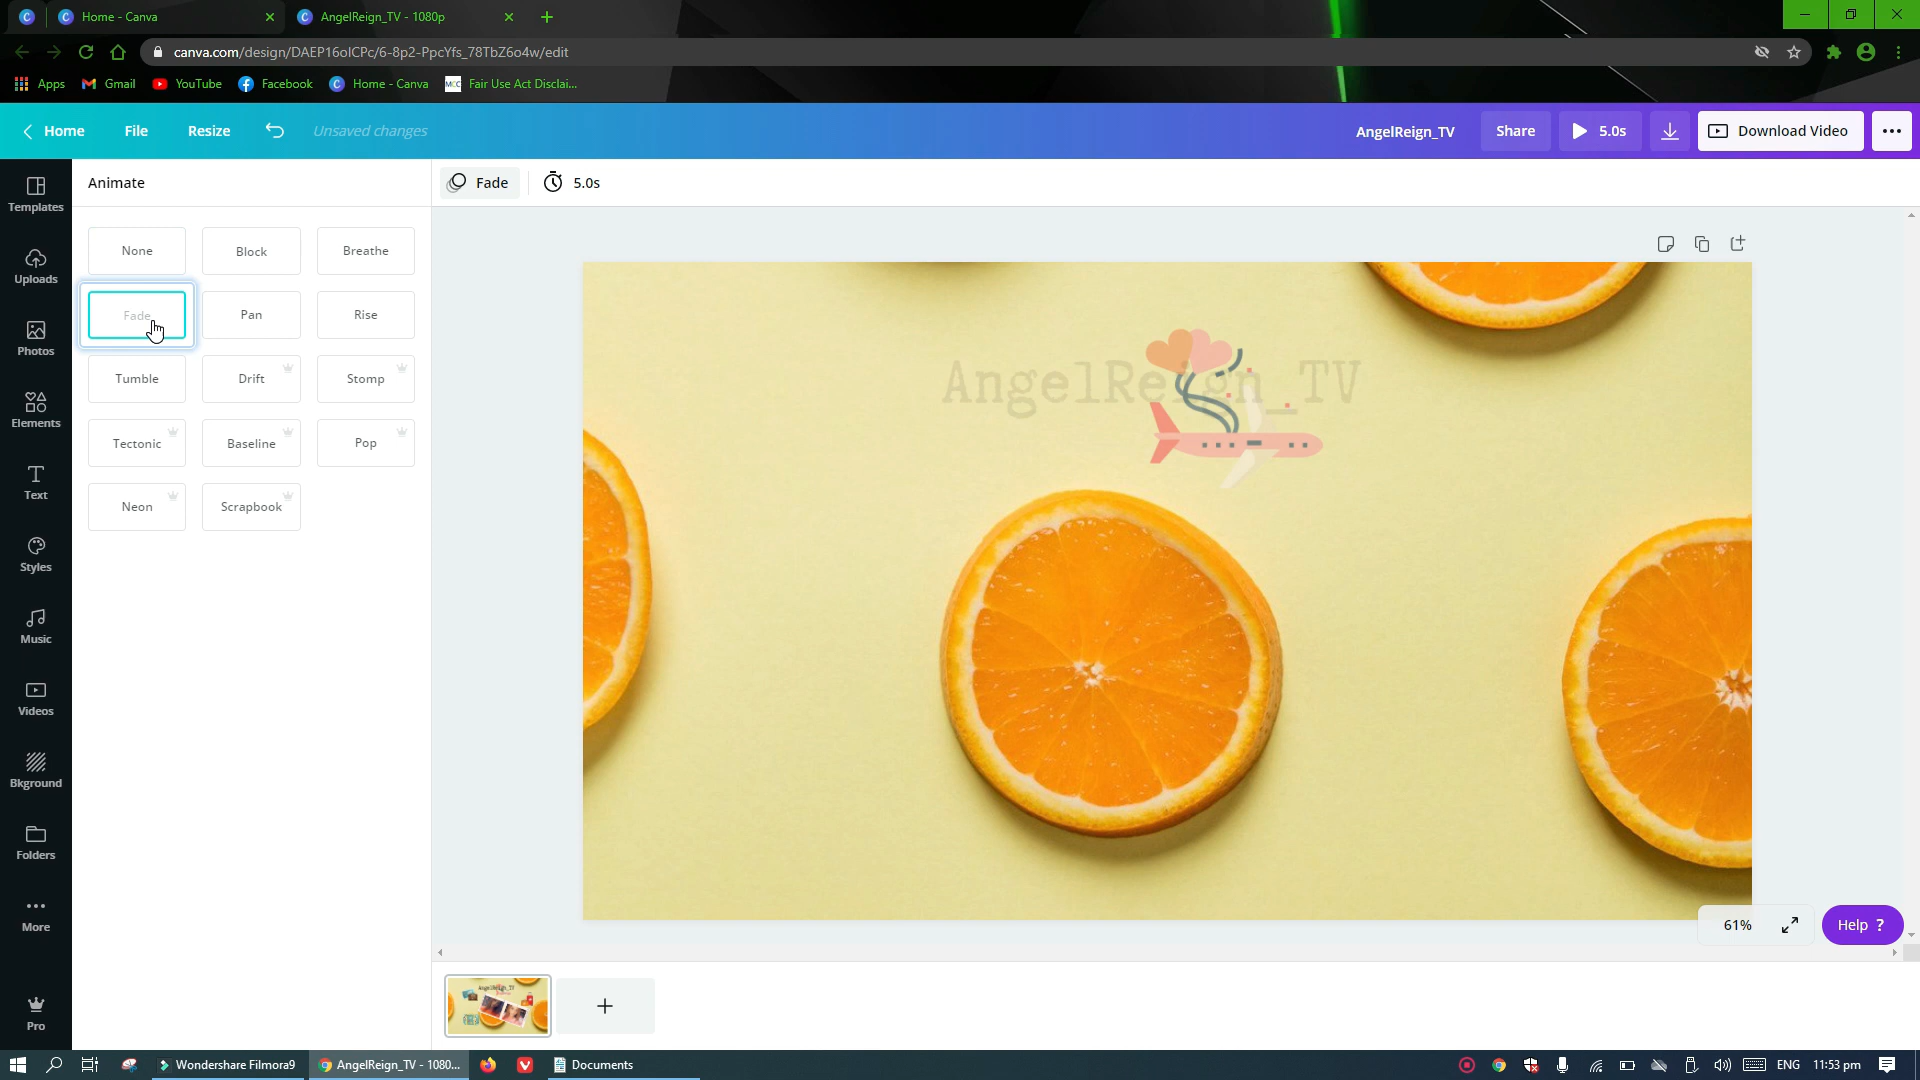 Home - Canva
AngelReign_TV - 1080p
canva.com/design/DAEP16olCPc/6-8p2-PpcYfs_78TbZ6o4w/edit
Apps
Gmail
YouTube
Facebook
Home - Canva
MCC
Fair Use Act Disclai...
Home
File
Resize
Unsaved changes
AngelReign_TV
Share
5.0s
Download Video
Templates
Uploads
Photos
Elements
Text
Styles
Music
Videos
Bkground
Folders
More
Pro
Animate
None
Block
Breathe
Fade
Pan
Rise
Tumble
Drift
Stomp
Tectonic
Baseline
Pop
Neon
Scrapbook
Fade
5.0s
AngelReign_TV
61%
Help ?
AngelReign_TV
Wondershare Filmora9
AngelReign_TV - 1080...
Documents
ENG
11:53 pm